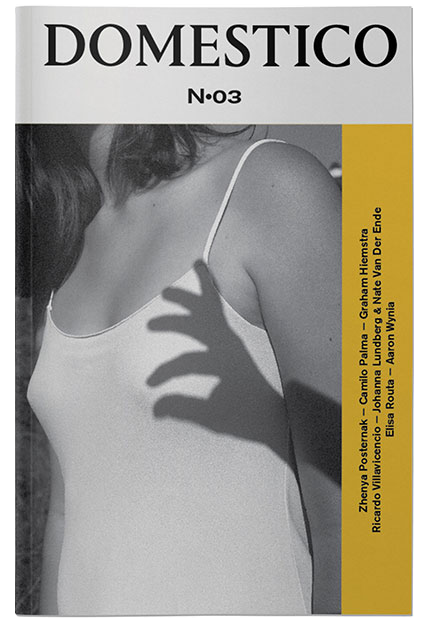 DOMESTICO
N•03
Zhenya Posternak — Camilo Palma — Graham Hiemstra
Ricardo Villavicencio — Johanna Lundberg & Nate Van Der Ende
Elisa Routa — Aaron Wynia